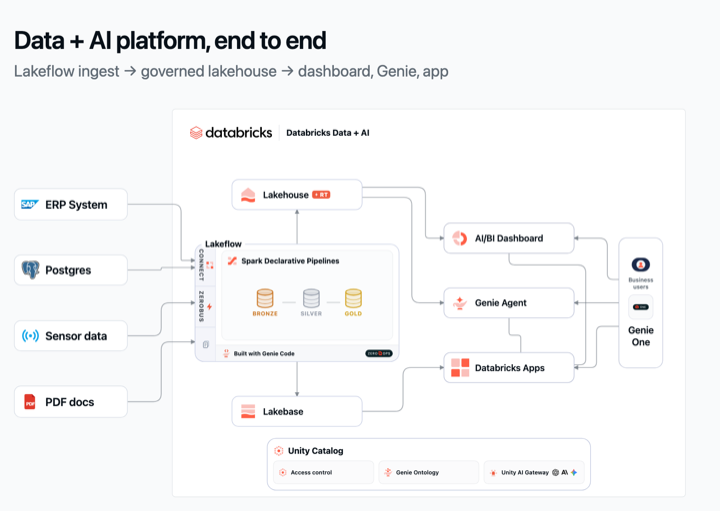 Data + AI platform, end to end
Lakeflow ingest → governed lakehouse → dashboard, Genie, app
databricks
Databricks Data + AI
SAP
ERP System
Postgres
Sensor data
PDF
PDF docs
Lakehouse
RT
Lakeflow
CONNECT
ZEROBUS
Spark Declarative Pipelines
BRONZE
SILVER
GOLD
Built with Genie Code
Lakebase
AI/BI Dashboard
Genie Agent
Databricks Apps
Business
users
Genie
One
Unity Catalog
Access control
Genie Ontology
Unity AI Gateway